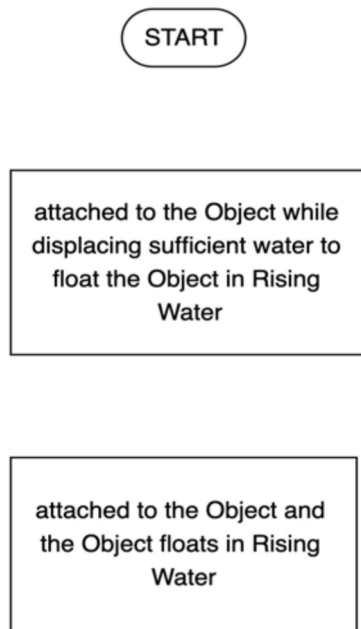 START
attached to the Object while
displacing sufficient water to
float the Object in Rising
Water
attached to the Object and
the Object floats in Rising
Water